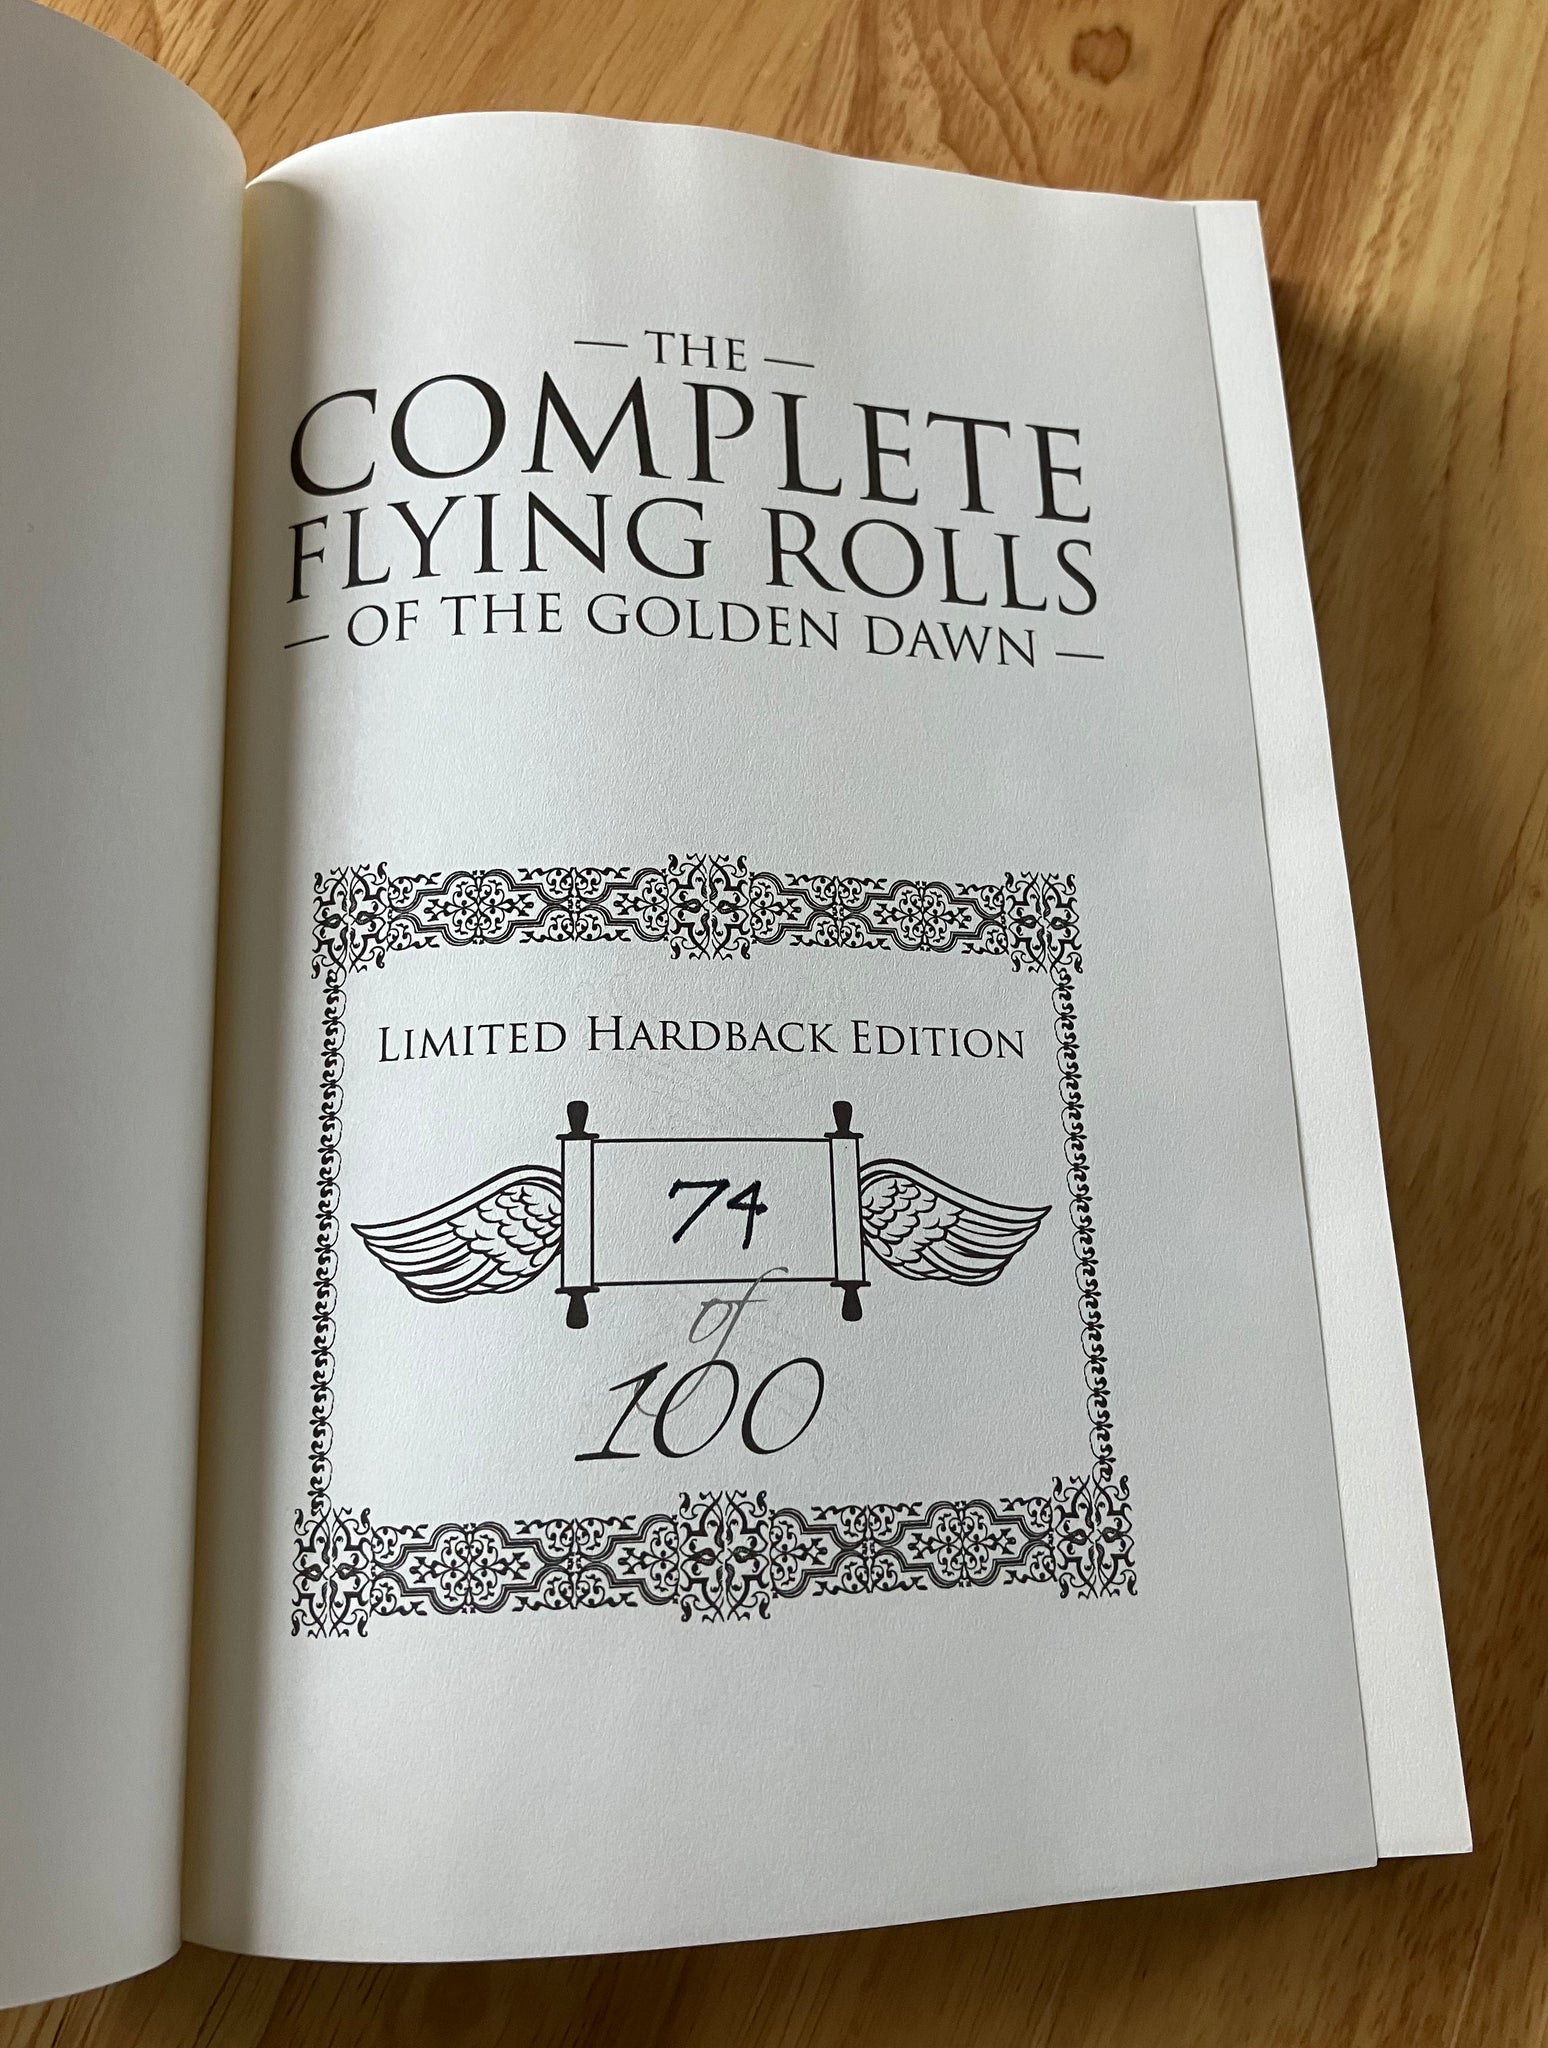 — THE —
COMPLETE
FLYING ROLLS
— OF THE GOLDEN DAWN —
LIMITED HARDBACK EDITION
74
of
100